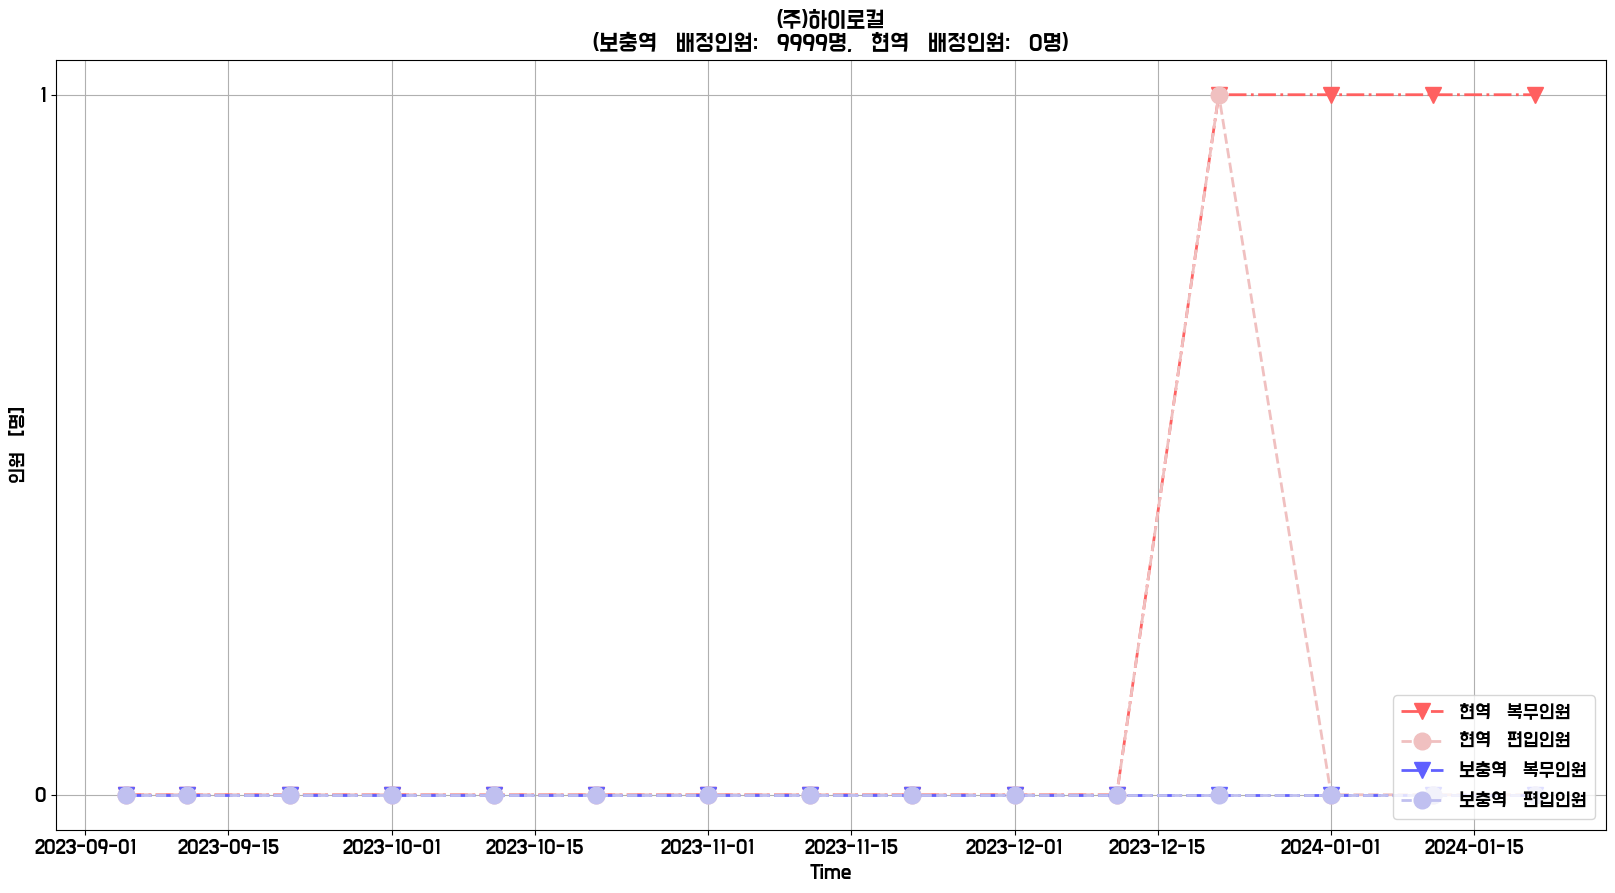 (주)하이로컬
(보충역 배정인원: 9999명, 현역 배정인원: 0명)
1
인원 [명]
0
현역 복무인원
현역 편입인원
보충역 복무인원
보충역 편입인원
2023-09-01 2023-09-15 2023-10-01 2023-10-15 2023-11-01 2023-11-15 2023-12-01 2023-12-15 2024-01-01 2024-01-15
Time